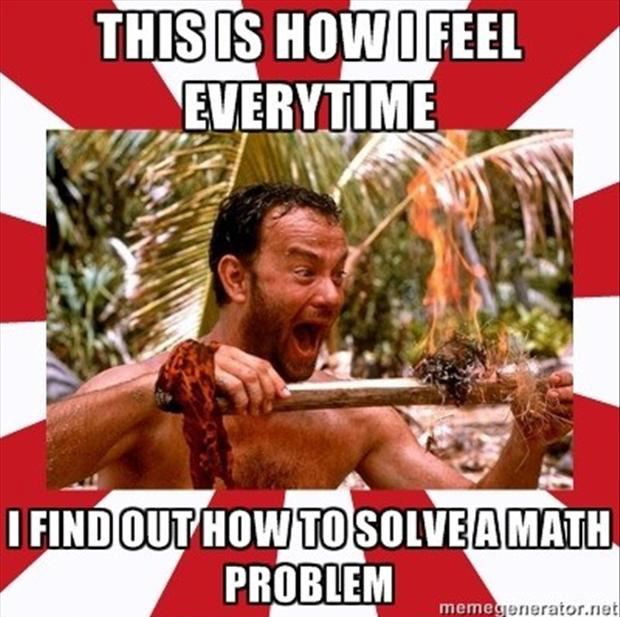 THIS IS HOW I FEEL
EVERYTIME
I FIND OUT HOW TO SOLVE A MATH
PROBLEM
memegenerator.net